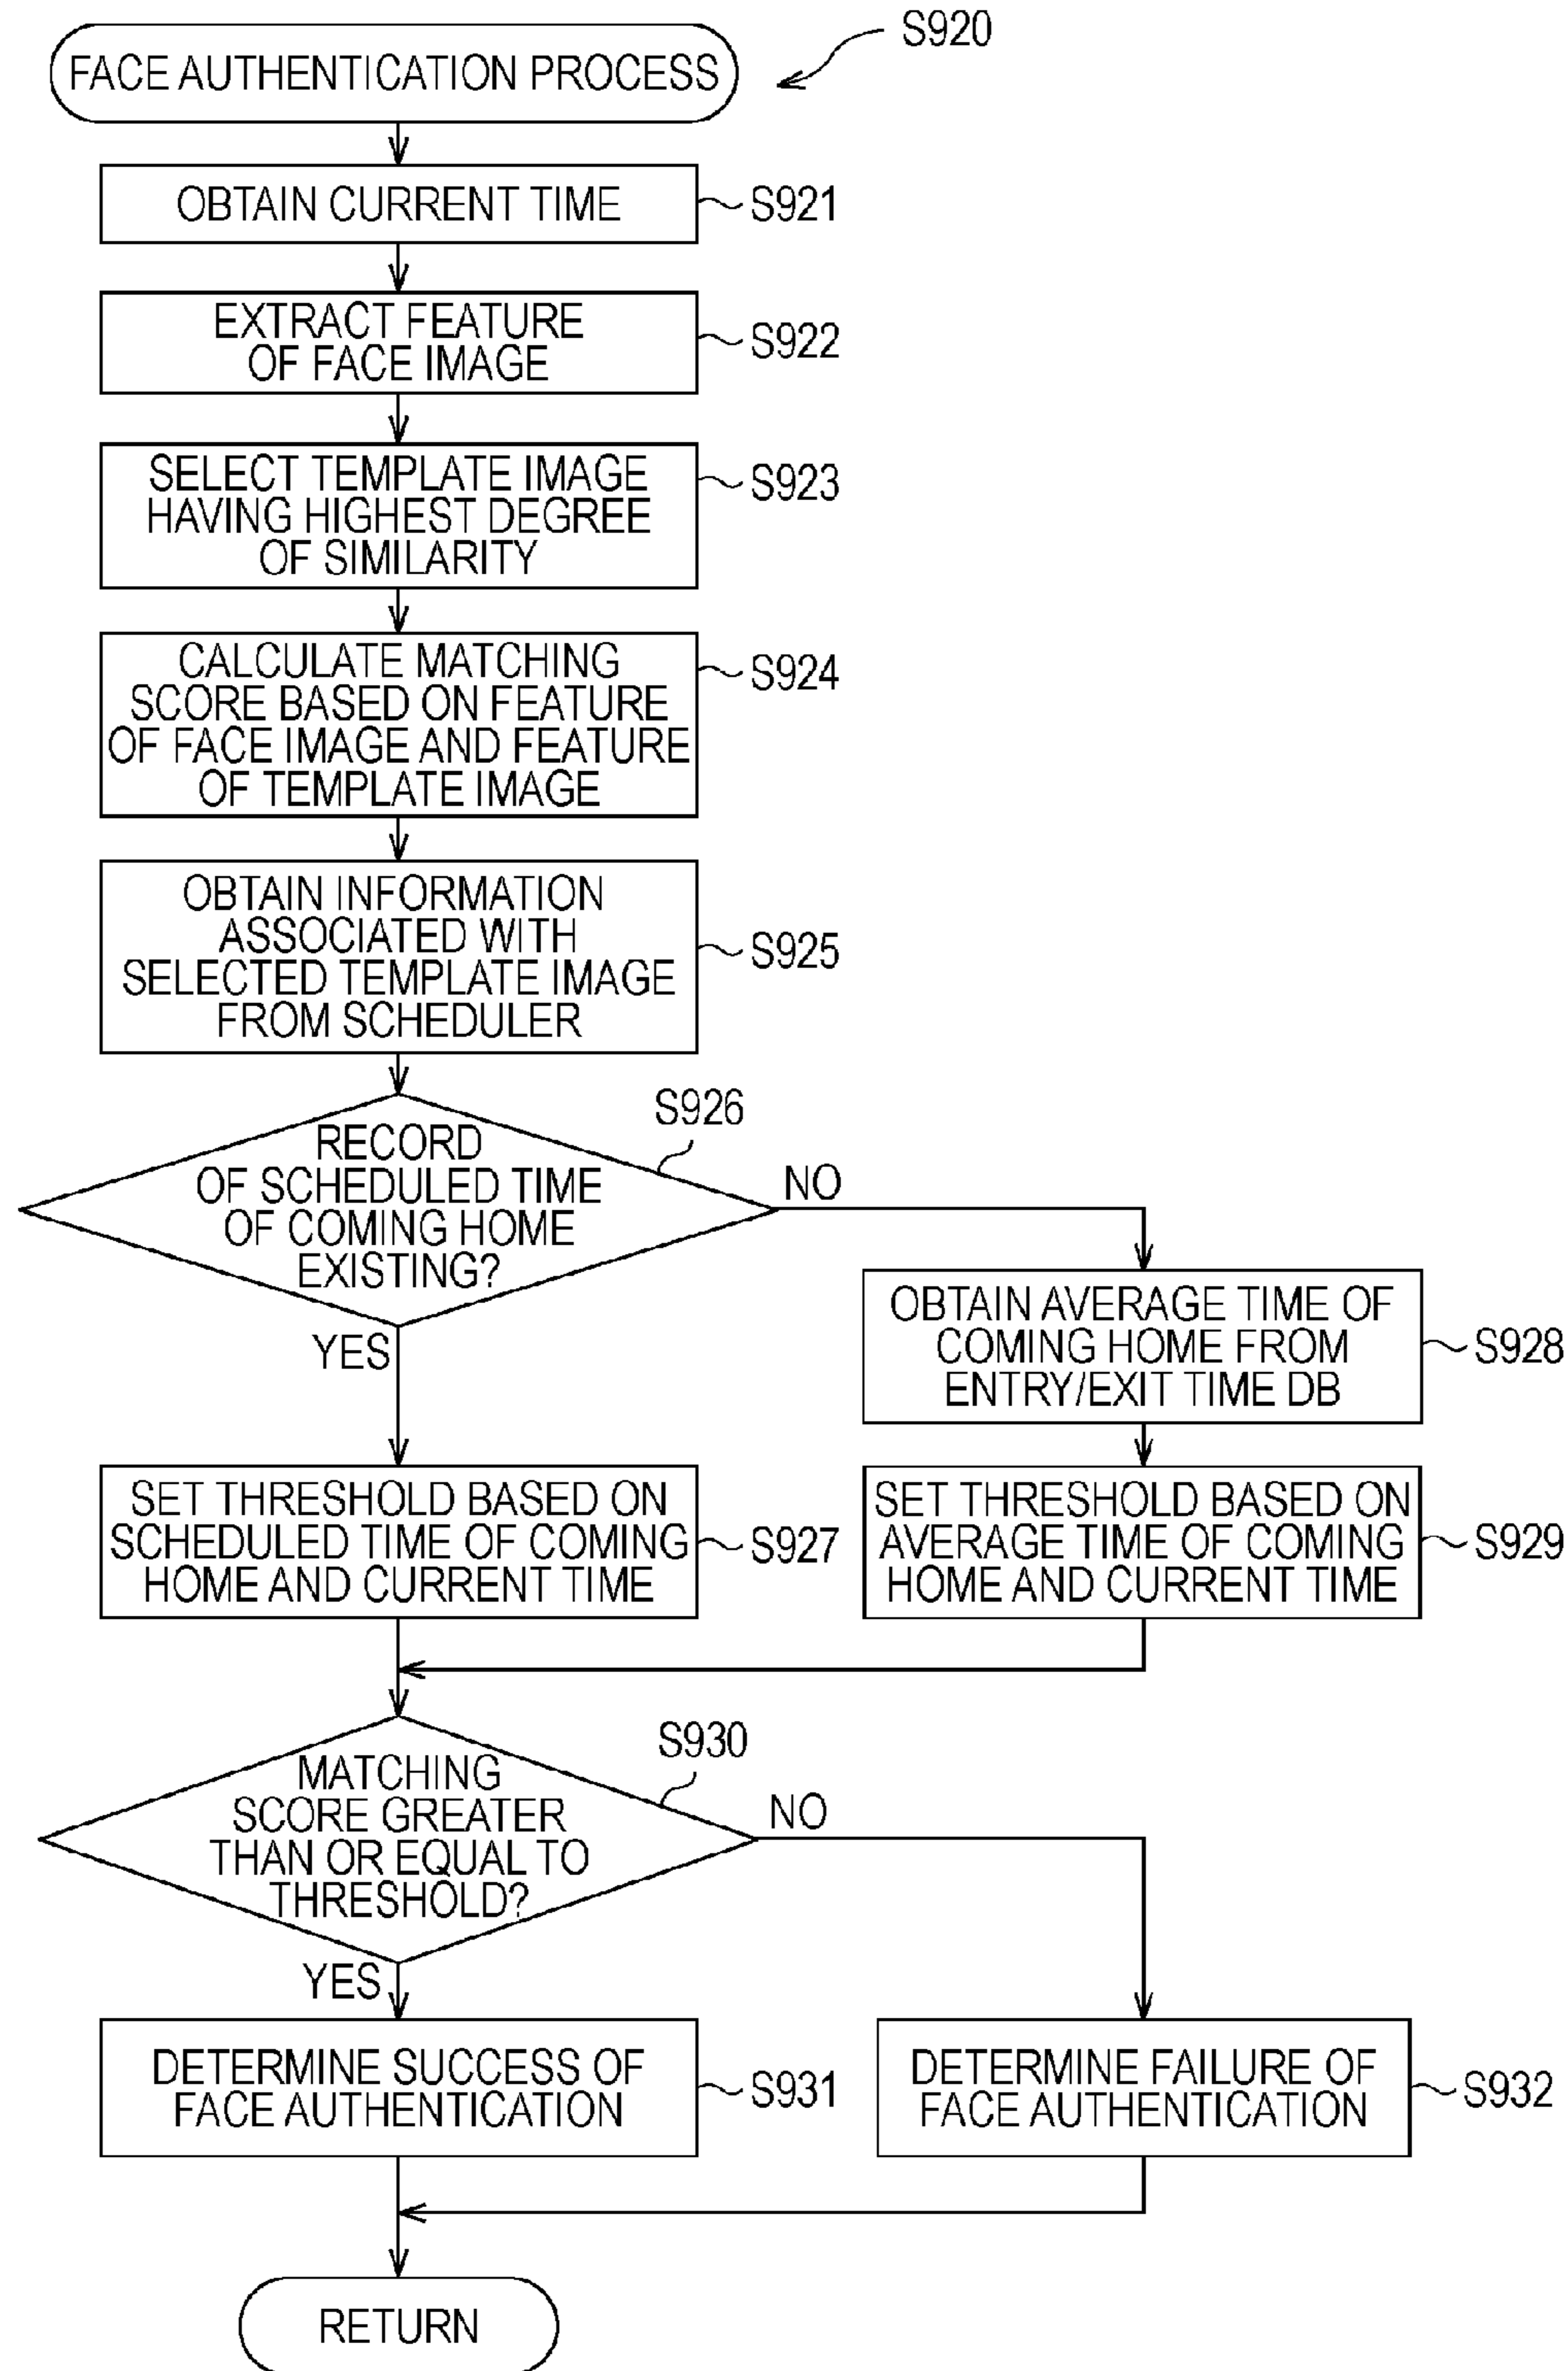 S920
FACE AUTHENTICATION PROCESS
OBTAIN CURRENT TIME
S921
EXTRACT FEATURE
OF FACE IMAGE
S922
SELECT TEMPLATE IMAGE
HAVING HIGHEST DEGREE
OF SIMILARITY
S923
CALCULATE MATCHING
SCORE BASED ON FEATURE
OF FACE IMAGE AND FEATURE
OF TEMPLATE IMAGE
S924
OBTAIN INFORMATION
ASSOCIATED WITH
SELECTED TEMPLATE IMAGE
FROM SCHEDULER
S925
S926
RECORD
OF SCHEDULED TIME
OF COMING HOME
EXISTING?
NO
YES
OBTAIN AVERAGE TIME OF
COMING HOME FROM
ENTRY/EXIT TIME DB
S928
SET THRESHOLD BASED ON
SCHEDULED TIME OF COMING
HOME AND CURRENT TIME
S927
SET THRESHOLD BASED ON
AVERAGE TIME OF COMING
HOME AND CURRENT TIME
S929
S930
MATCHING
SCORE GREATER
THAN OR EQUAL TO
THRESHOLD?
NO
YES
DETERMINE SUCCESS OF
FACE AUTHENTICATION
S931
DETERMINE FAILURE OF
FACE AUTHENTICATION
S932
RETURN